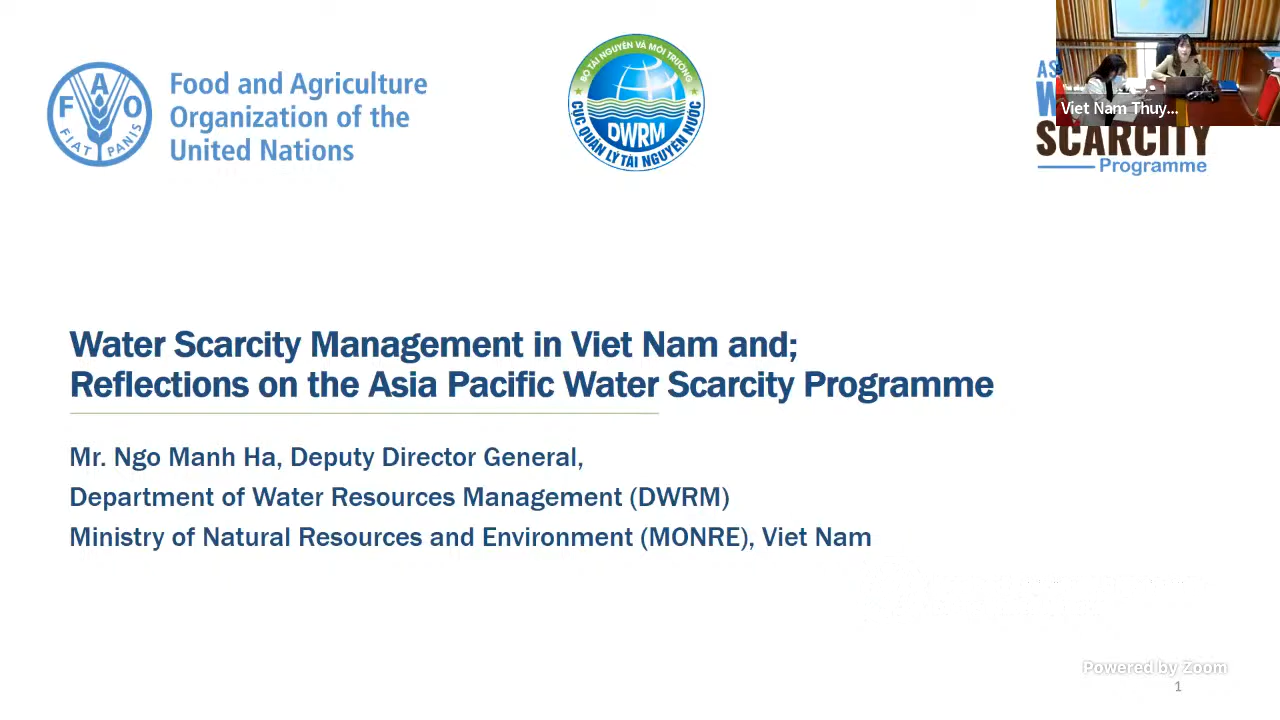 F A O
FIAT PANIS
Food and Agriculture
Organization of the
United Nations
BỘ TÀI NGUYÊN VÀ MÔI TRƯỜNG
DWRM
CỤC QUẢN LÝ TÀI NGUYÊN NƯỚC
AS
W
SCARCITY
Programme
Viet Nam Thuy...
Water Scarcity Management in Viet Nam and;
Reflections on the Asia Pacific Water Scarcity Programme
Mr. Ngo Manh Ha, Deputy Director General,
Department of Water Resources Management (DWRM)
Ministry of Natural Resources and Environment (MONRE), Viet Nam
Powered by Zoom
1